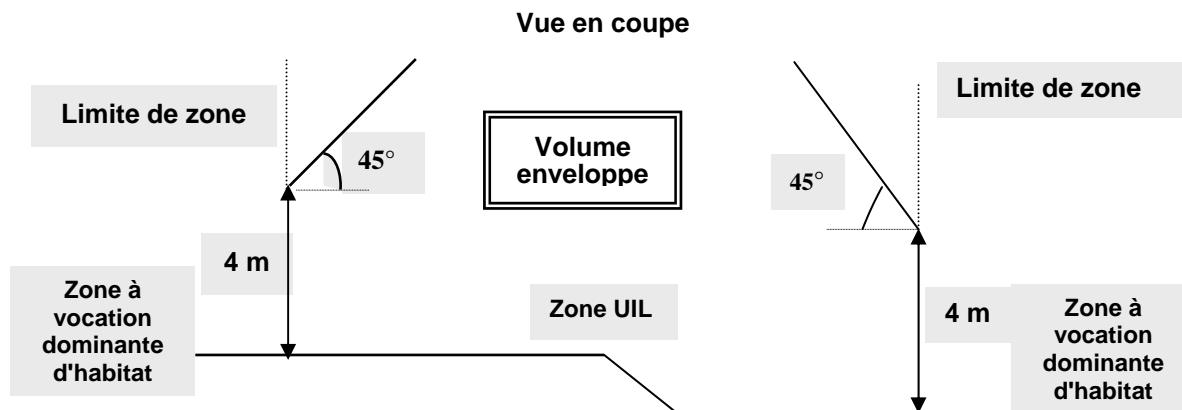 Vue en coupe
Limite de zone
Limite de zone
45°
Volume
enveloppe
45°
4 m
Zone à
vocation
dominante
d'habitat
Zone UIL
4 m
Zone à
vocation
dominante
d'habitat